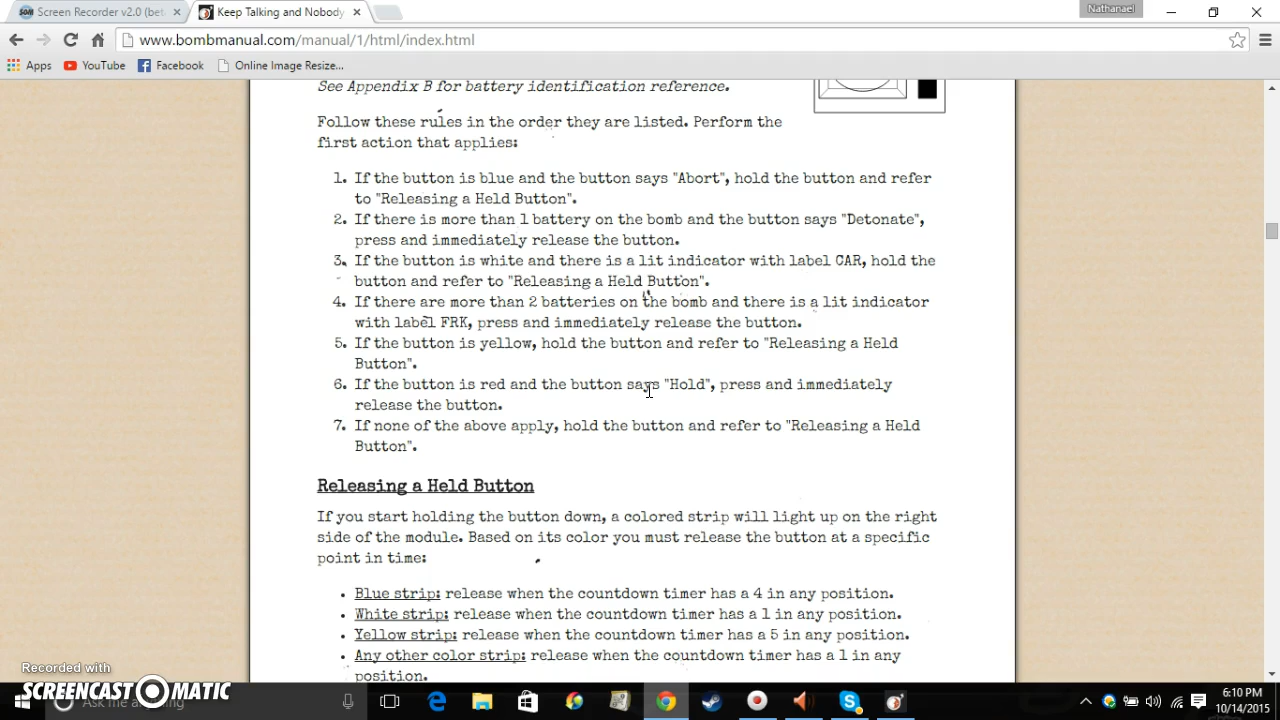 Screen Recorder v2.0 (bet
Keep Talking and Nobody
Nathanael
www.bombmanual.com/manual/1/html/index.html
Apps YouTube Facebook Online Image Resize...
See Appendix B for battery identification reference.
Follow these rules in the order they are listed. Perform the
first action that applies:
1. If the button is blue and the button says "Abort", hold the button and refer
to "Releasing a Held Button".
2. If there is more than 1 battery on the bomb and the button says "Detonate",
press and immediately release the button.
3. If the button is white and there is a lit indicator with label CAR, hold the
button and refer to "Releasing a Held Button".
4. If there are more than 2 batteries on the bomb and there is a lit indicator
with label FRK, press and immediately release the button.
5. If the button is yellow, hold the button and refer to "Releasing a Held
Button".
6. If the button is red and the button says "Hold", press and immediately
release the button.
7. If none of the above apply, hold the button and refer to "Releasing a Held
Button".
Releasing a Held Button
If you start holding the button down, a colored strip will light up on the right
side of the module. Based on its color you must release the button at a specific
point in time:
• Blue strip: release when the countdown timer has a 4 in any position.
• White strip: release when the countdown timer has a 1 in any position.
• Yellow strip: release when the countdown timer has a 5 in any position.
• Any other color strip: release when the countdown timer has a 1 in any
position.
Recorded with
SCREENCAST MATIC
Ask me anything
6:10 PM
10/14/2015